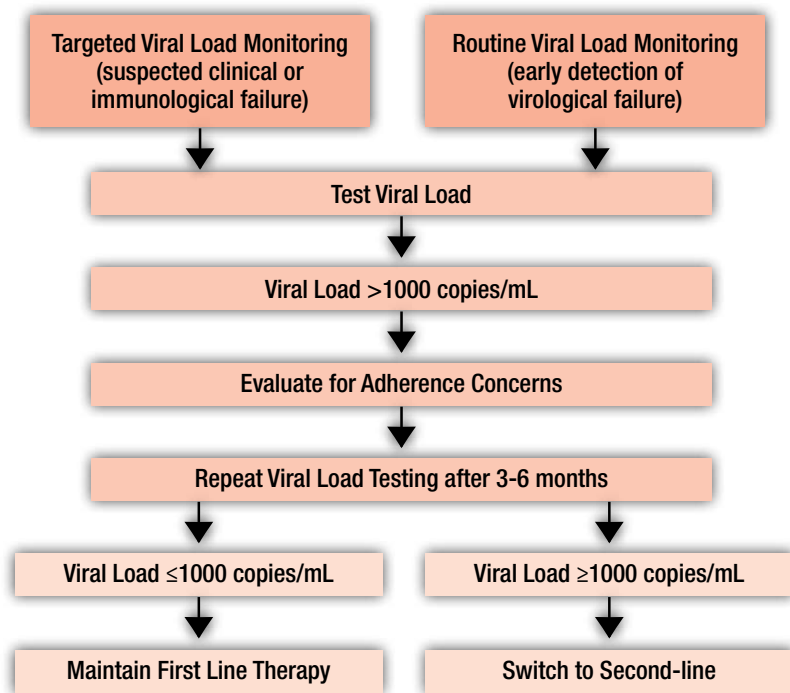 Targeted Viral Load Monitoring
(suspected clinical or
immunological failure)
Routine Viral Load Monitoring
(early detection of
virological failure)
Test Viral Load
Viral Load >1000 copies/mL
Evaluate for Adherence Concerns
Repeat Viral Load Testing after 3-6 months
Viral Load ≤1000 copies/mL
Viral Load ≥1000 copies/mL
Maintain First Line Therapy
Switch to Second-line